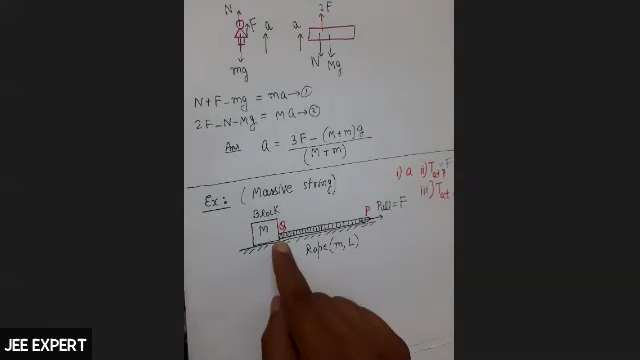 N F a
mg
2F
a
N Mg
N+F-mg = ma → ①
2F-N-Mg = Ma → ②
Ans a = 3F-(M+m)g / (M+m)
i) a ii) T at P = F
iii) T at
Ex:- (Massive string)
Block
M Q P Pull = F
Rope (m, L)
JEE EXPERT